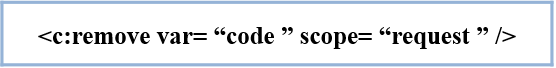 <c:remove var= “code ” scope= “request ” />